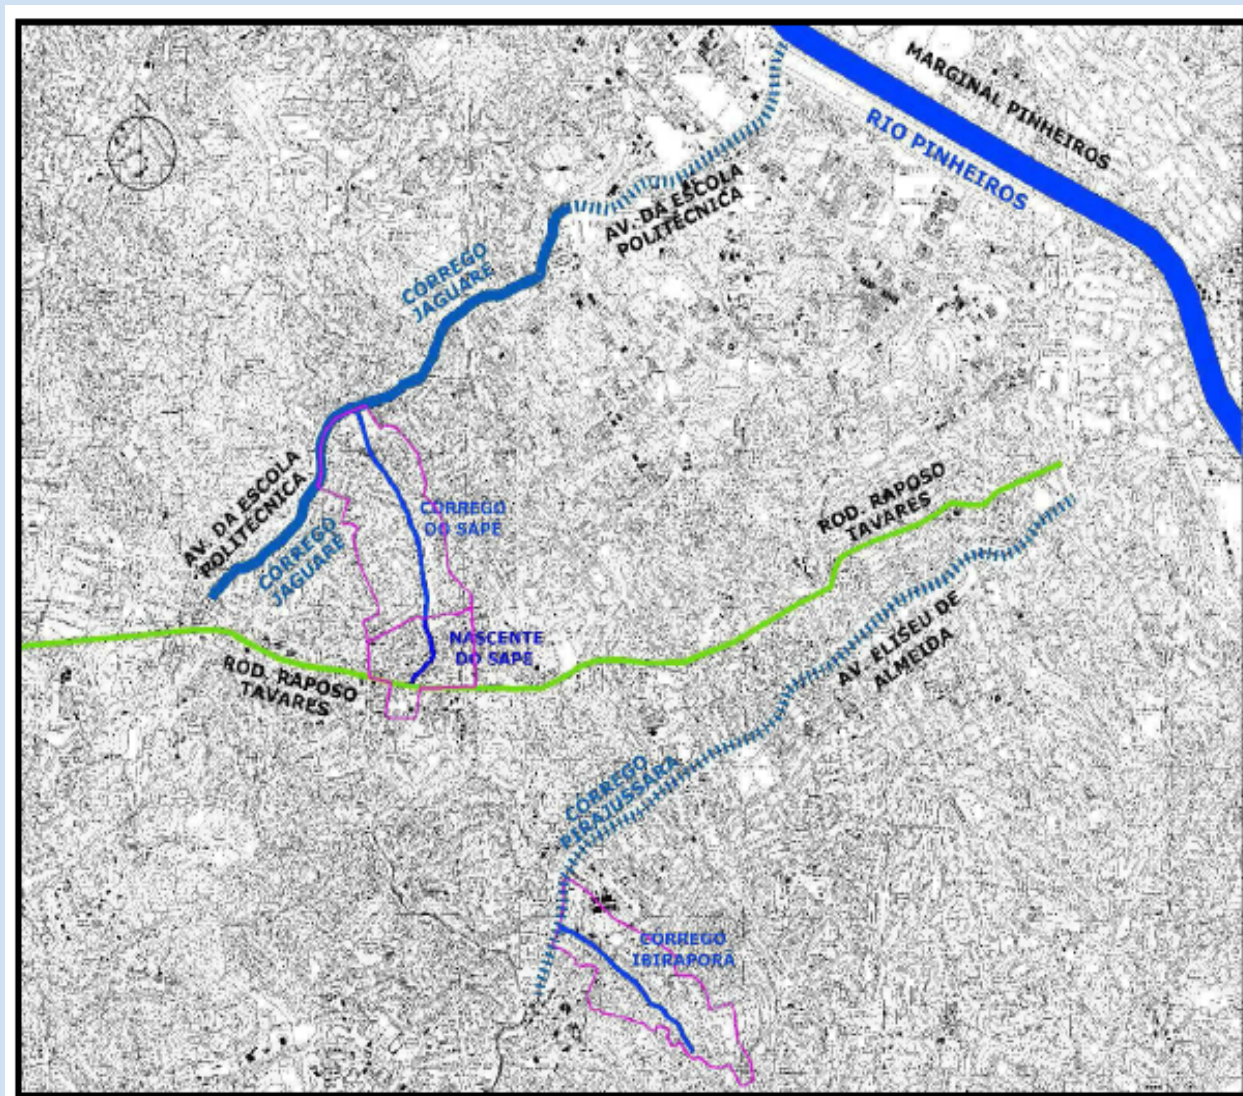 N
MARGINAL PINHEIROS
RIO PINHEIROS
AV. DA ESCOLA
POLITÉCNICA
CÓRREGO
JAGUARÉ
AV. DA ESCOLA
POLITÉCNICA
CÓRREGO
JAGUARÉ
CÓRREGO
DO SAPÉ
ROD. RAPOSO
TAVARES
NASCENTE
DO SAPÉ
ROD. RAPOSO
TAVARES
AV. ELISEU DE
ALMEIDA
CÓRREGO
PIRAJUSSARA
CÓRREGO
IBIRAPORÃ